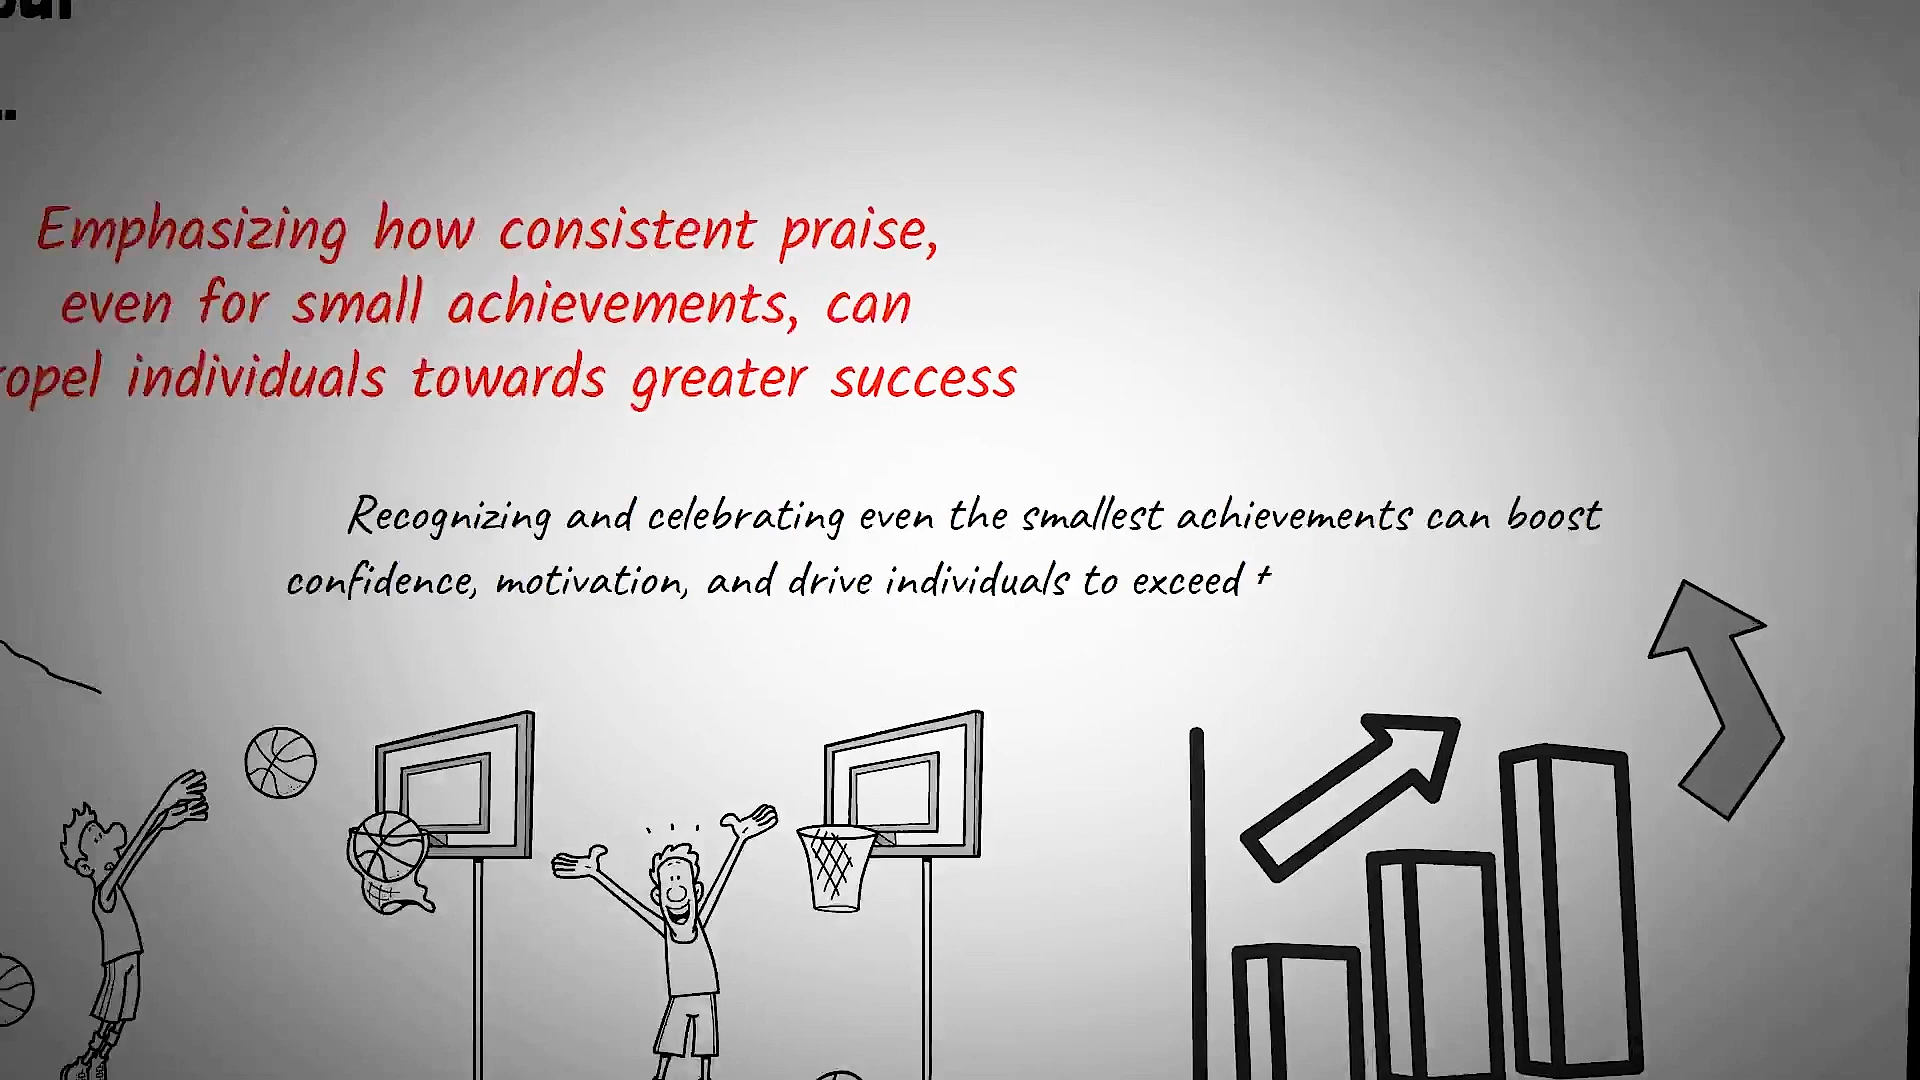 Emphasizing how consistent praise,
even for small achievements, can
individuals towards greater success
Recognizing and celebrating even the smallest achievements can boost
confidence, motivation, and drive individuals to exceed